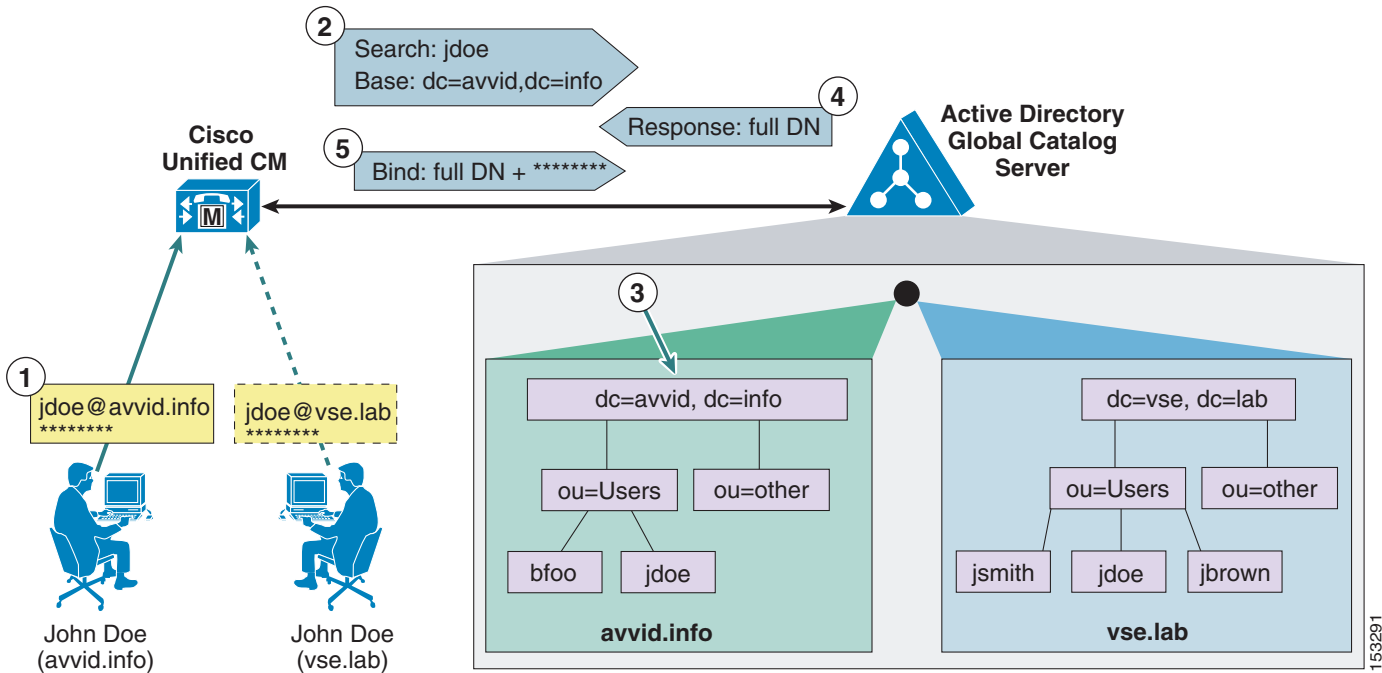 2
Search: jdoe
Base: dc=avvid,dc=info
4
Response: full DN
5
Bind: full DN + ********
Cisco
Unified CM
M
Active Directory
Global Catalog
Server
3
1
jdoe@avvid.info
********
jdoe@vse.lab
********
John Doe
(avvid.info)
John Doe
(vse.lab)
dc=avvid, dc=info
ou=Users
ou=other
bfoo
jdoe
avvid.info
dc=vse, dc=lab
ou=Users
ou=other
jsmith
jdoe
jbrown
vse.lab
153291